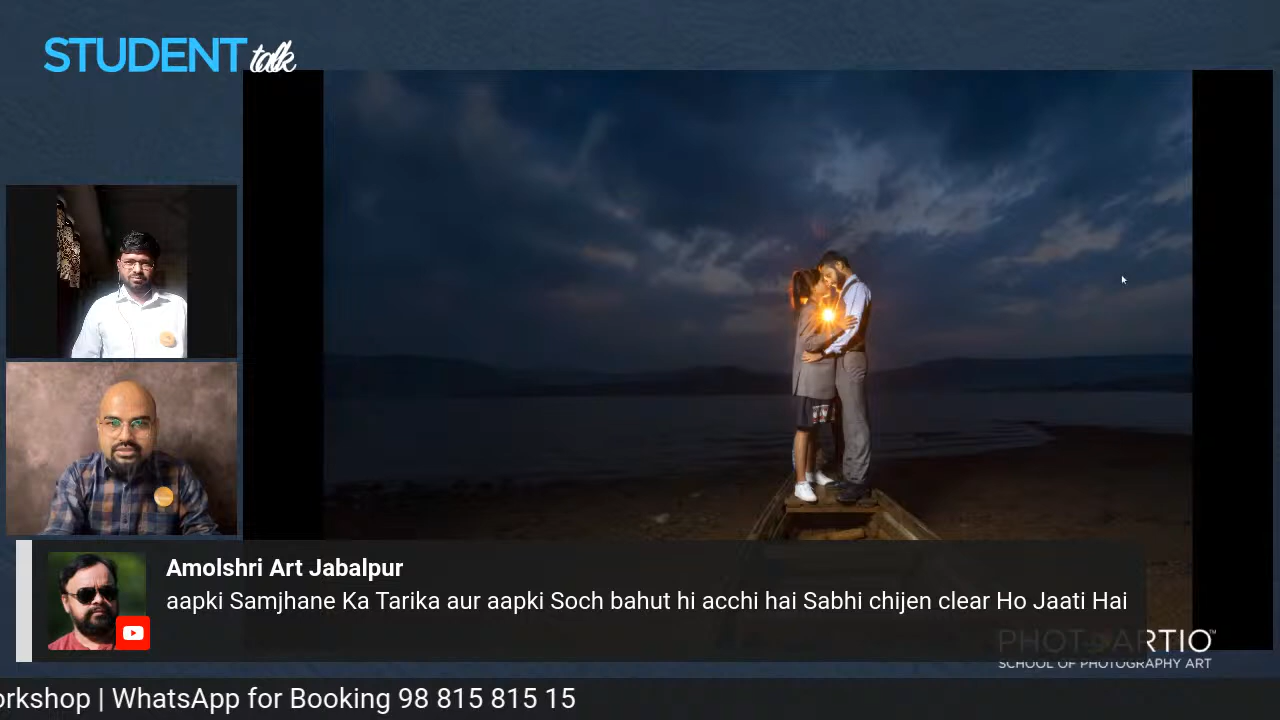 STUDENT talk
Amolshri Art Jabalpur
aapki Samjhane Ka Tarika aur aapki Soch bahut hi acchi hai Sabhi chijen clear Ho Jaati Hai
PHOTOARTIO™
SCHOOL OF PHOTOGRAPHY ART
orkshop | WhatsApp for Booking 98 815 815 15